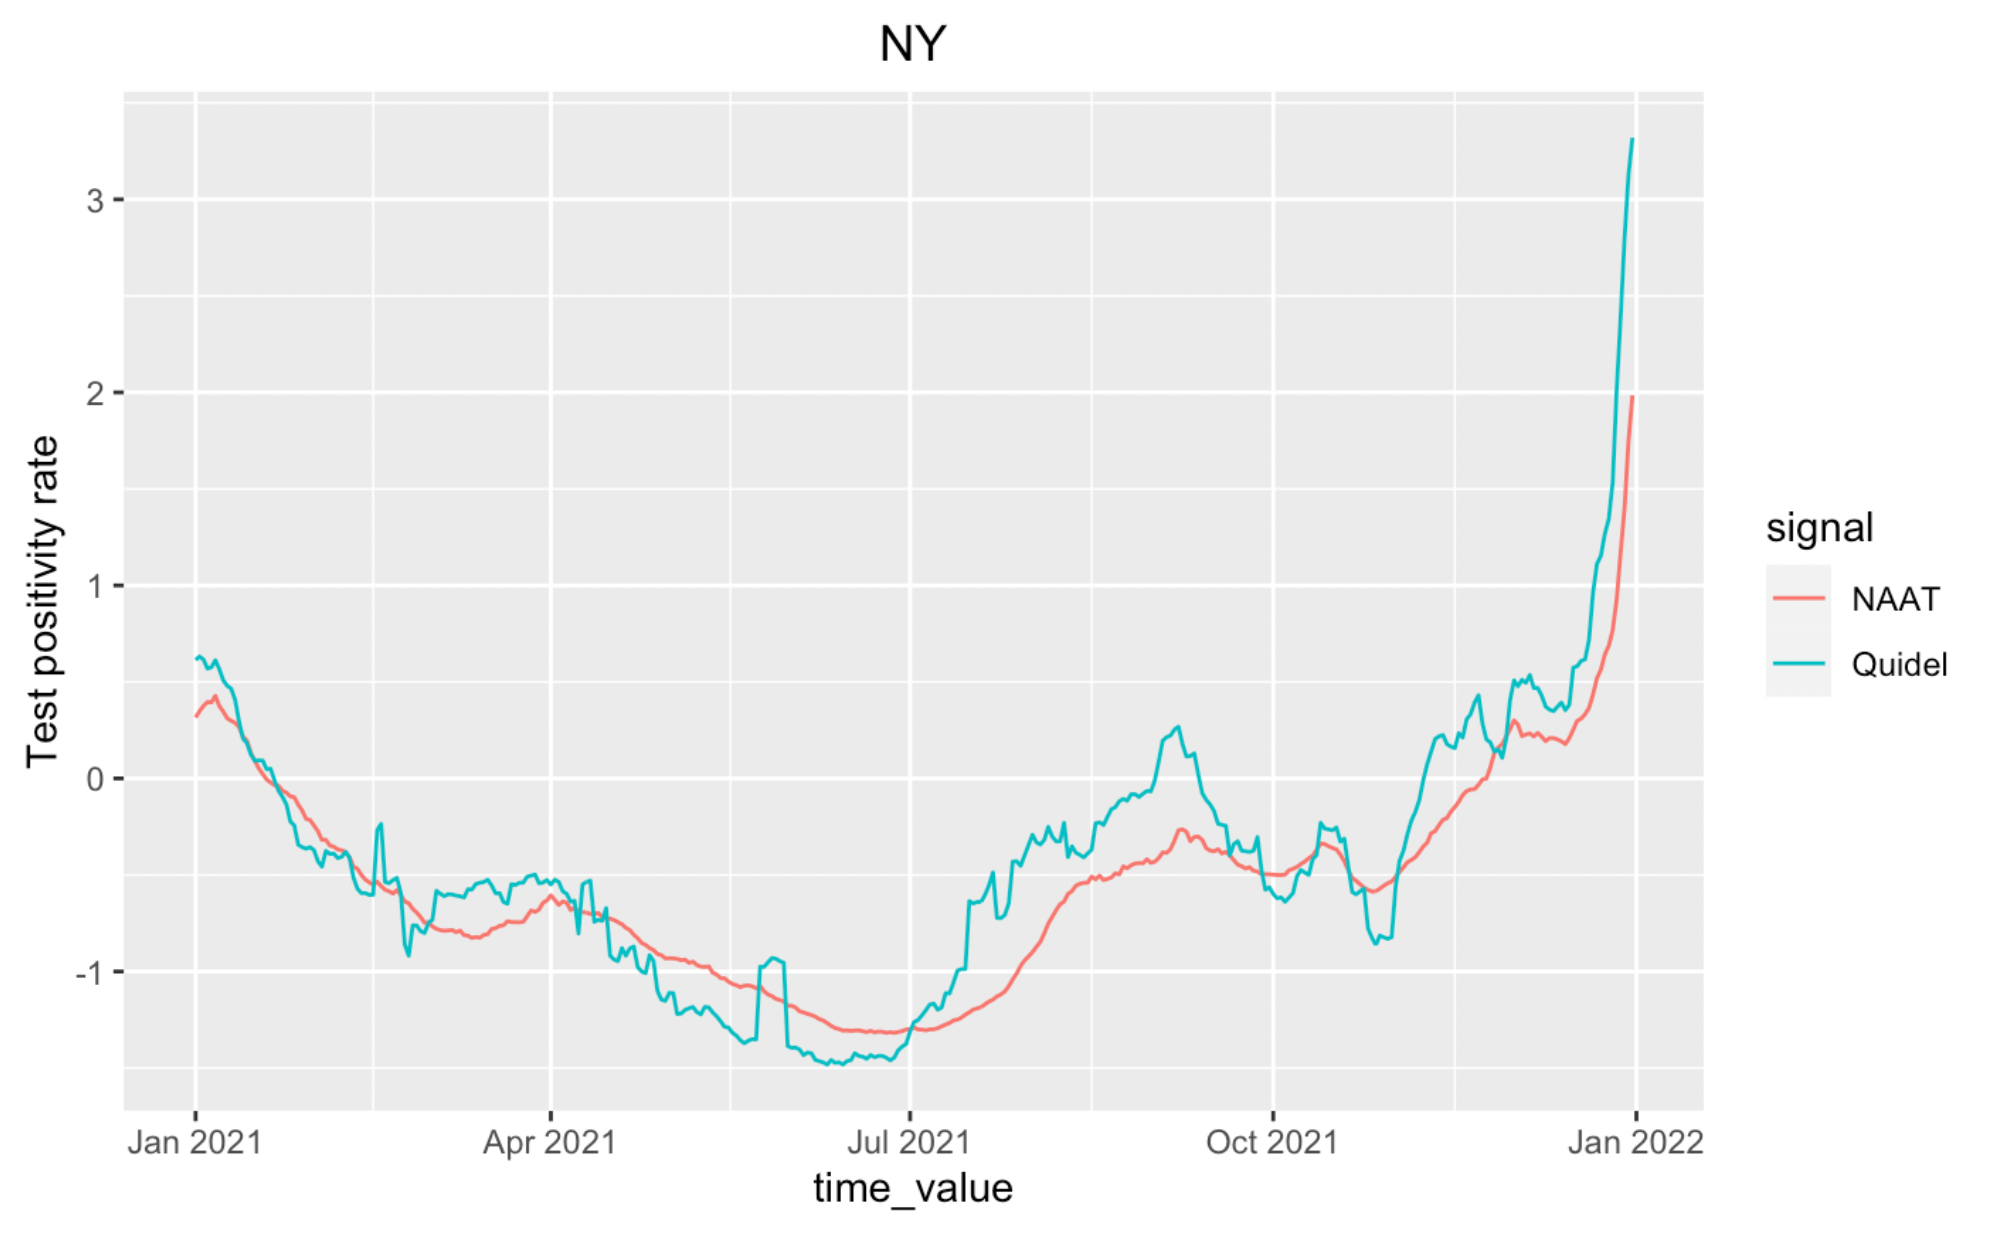 NY
Test positivity rate
3
2
1
0
-1
Jan 2021
Apr 2021
Jul 2021
Oct 2021
Jan 2022
time_value
signal
NAAT
Quidel